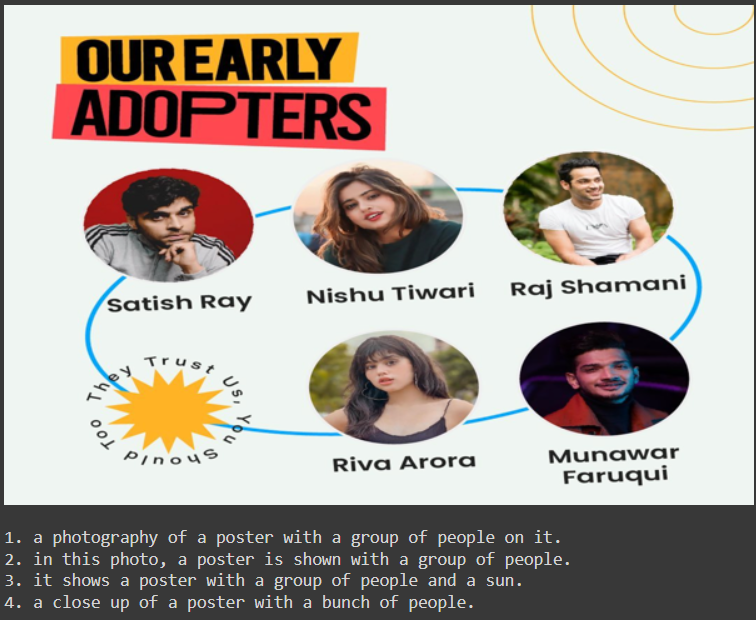 OUR EARLY
ADOPTERS
Satish Ray
Nishu Tiwari
Raj Shamani
They Trust Us, You Should Too
Riva Arora
Munawar
Faruqui
1. a photography of a poster with a group of people on it.
2. in this photo, a poster is shown with a group of people.
3. it shows a poster with a group of people and a sun.
4. a close up of a poster with a bunch of people.